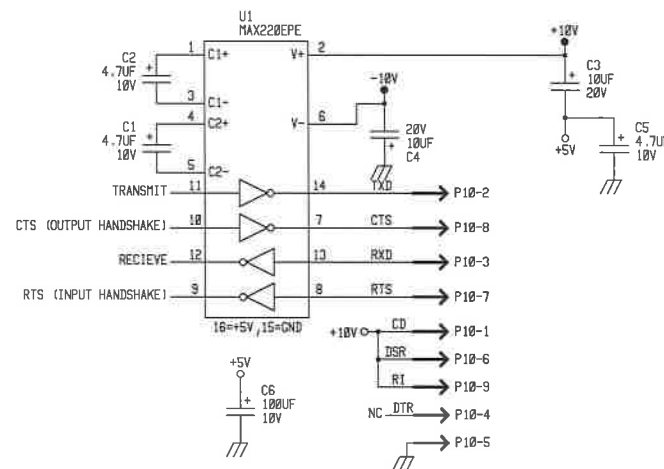 U1
MAX220EPE
1
C1+
V+
2
+10V
C2
4.7UF
10V
+
3
C1-
4
C2+
C1
4.7UF
10V
+
5
C2-
V-
6
-10V
20V
10UF
C4
+
C3
10UF
20V
+
+5V
C5
4.7UF
10V
+
TRANSMIT 11 14 TXD P10-2
CTS (OUTPUT HANDSHAKE) 10 7 CTS P10-8
RECIEVE 12 13 RXD P10-3
RTS (INPUT HANDSHAKE) 9 8 RTS P10-7
16=+5V,15=GND
+10V CD P10-1
DSR P10-6
RI P10-9
NC DTR P10-4
P10-5
+5V
C6
100UF
10V
+